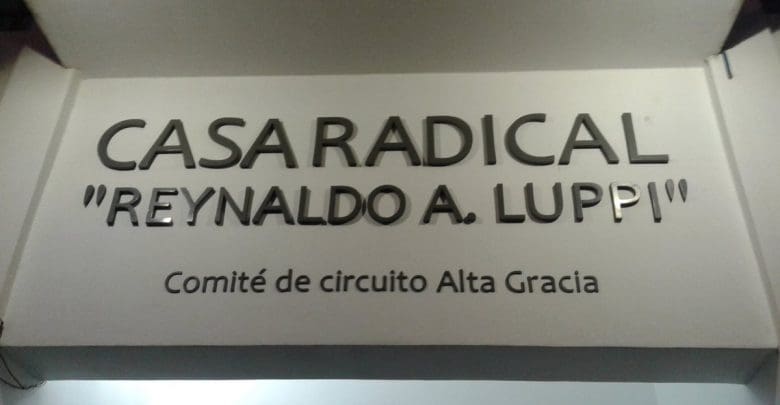 CASA RADICAL
"REYNALDO A. LUPPI"
Comité de circuito Alta Gracia